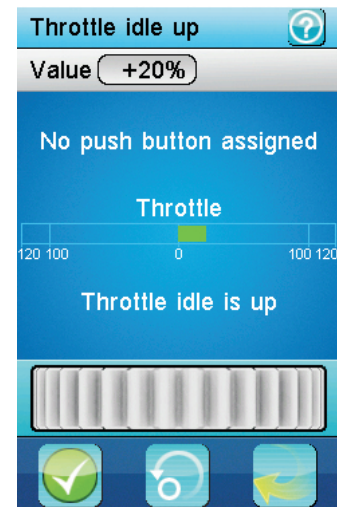 Throttle idle up ?
Value +20%
No push button assigned
Throttle
120 100 0 100 120
Throttle idle is up